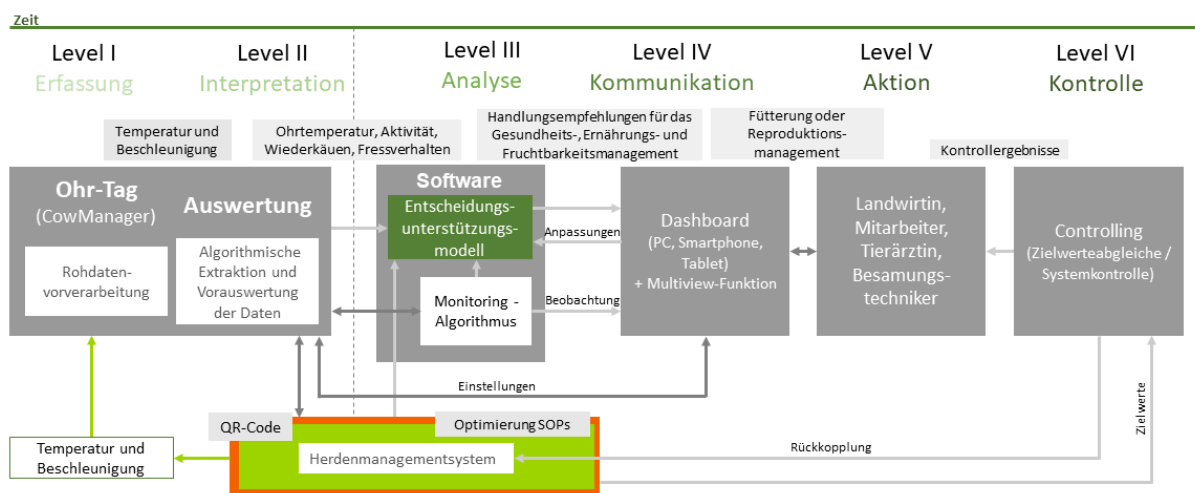 Zeit
Level I
Erfassung
Level II
Interpretation
Level III
Analyse
Level IV
Kommunikation
Level V
Aktion
Level VI
Kontrolle
Temperatur und
Beschleunigung
Ohrtemperatur, Aktivität,
Wiederkäuen, Fressverhalten
Handlungsempfehlungen für das
Gesundheits-, Ernährungs- und
Fruchtbarkeitsmanagement
Fütterung oder
Reproduktions-
management
Kontrollergebnisse
Ohr-Tag
(CowManager)
Rohdaten-
vorverarbeitung
Auswertung
Algorithmische
Extraktion und
Vorauswertung
der Daten
Software
Entscheidungs-
unterstützungs-
modell
Monitoring -
Algorithmus
Anpassungen
Beobachtung
Dashboard
(PC, Smartphone,
Tablet)
+ Multiview-Funktion
Landwirtin,
Mitarbeiter,
Tierärztin,
Besamungs-
techniker
Controlling
(Zielwerteabgleiche /
Systemkontrolle)
Einstellungen
QR-Code
Optimierung SOPs
Temperatur und
Beschleunigung
Herdenmanagementsystem
Rückkopplung
Zielwerte